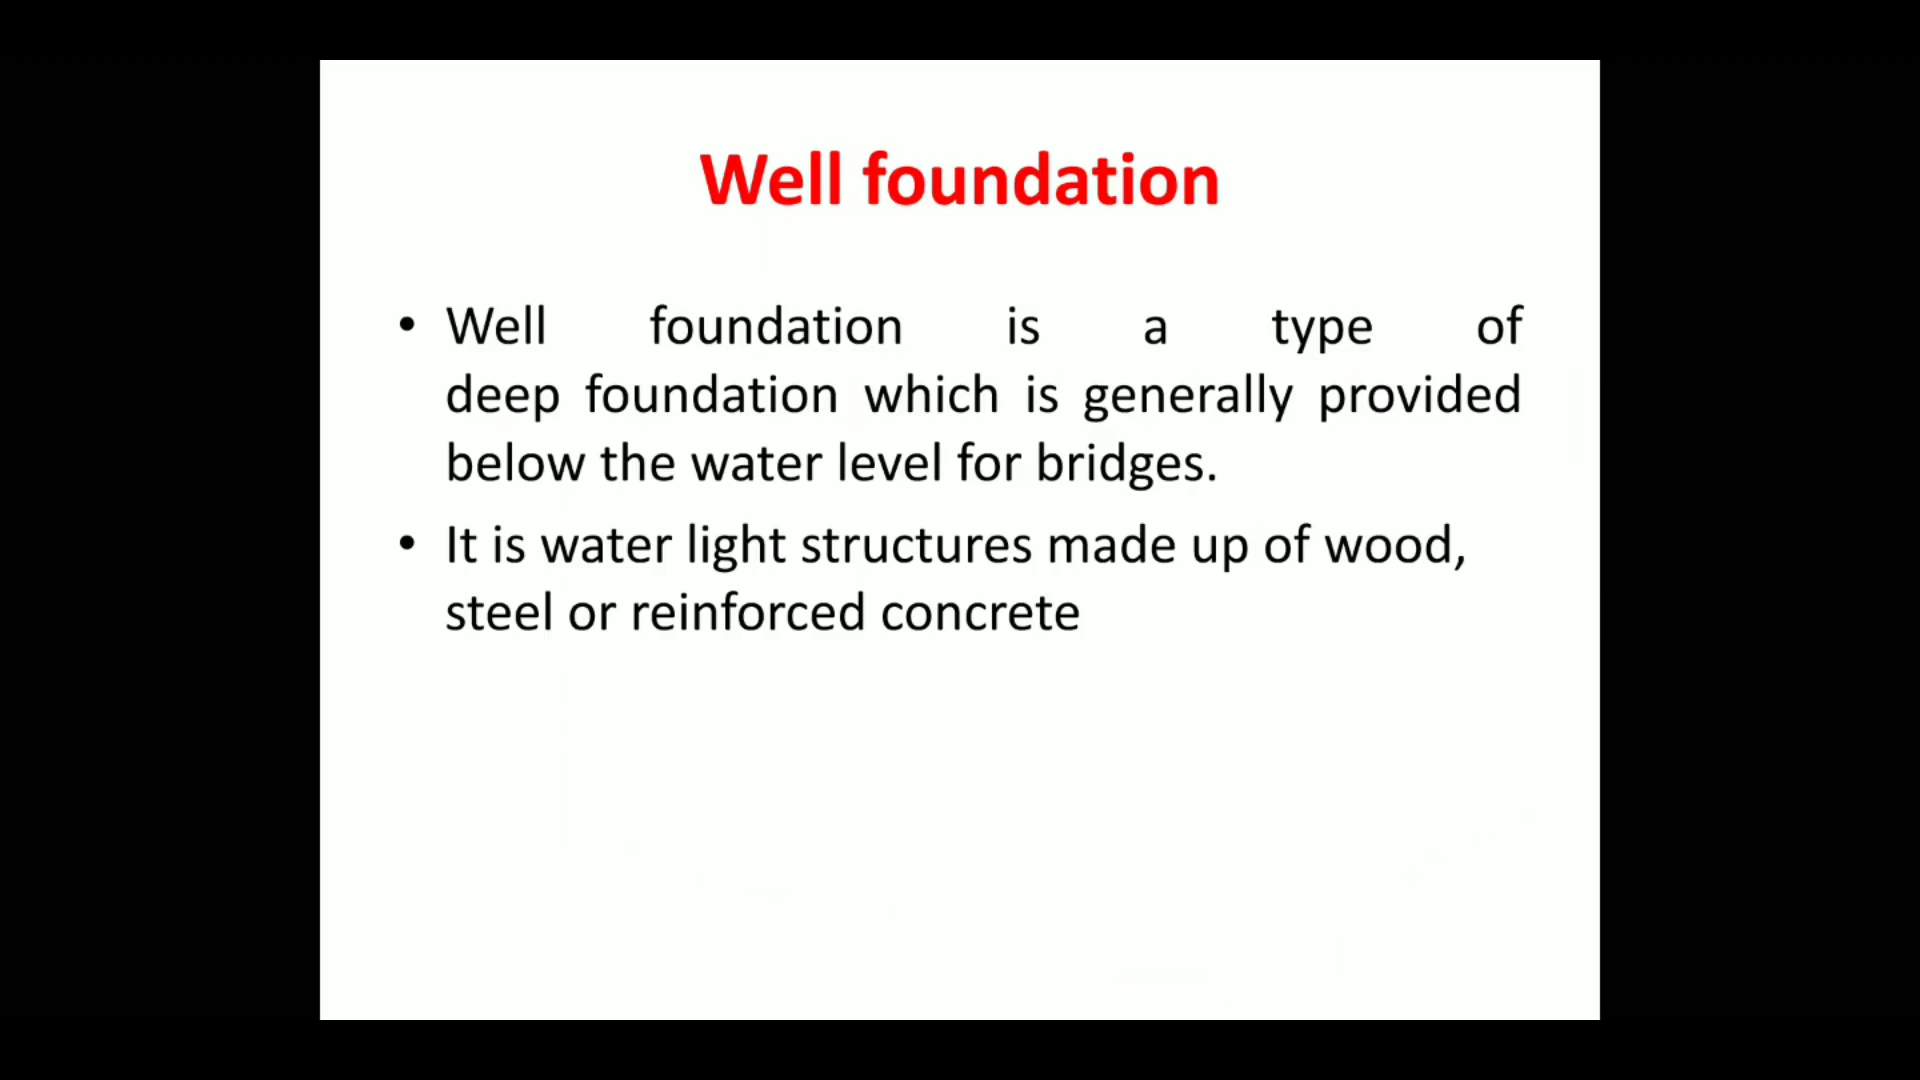 Well foundation
• Well foundation is a type of
deep foundation which is generally provided
below the water level for bridges.
• It is water light structures made up of wood,
steel or reinforced concrete